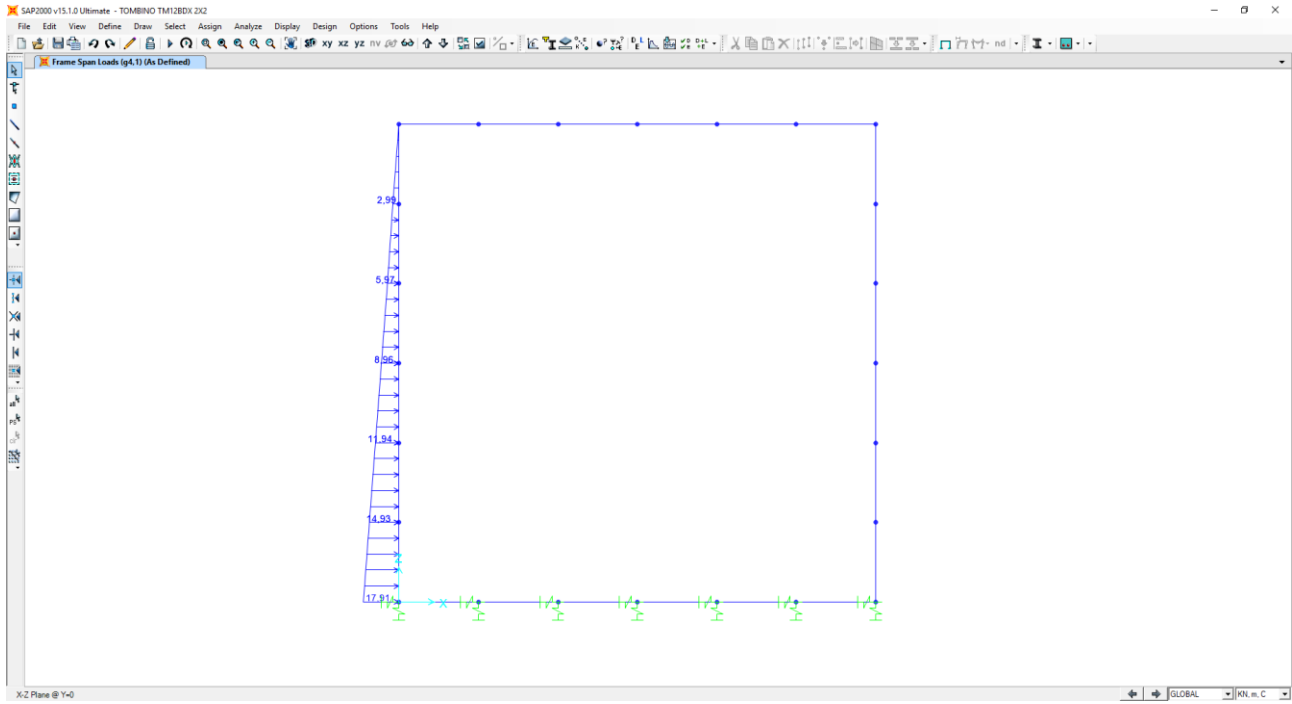 SAP2000 v15.1.0 Ultimate - TOMBINO TM12BDX 2X2
File Edit View Define Draw Select Assign Analyze Display Design Options Tools Help
xy xz yz nv
nd
Frame Span Loads (g4,1) (As Defined)
2,99
5,97
8,96
11,94
14,93
Z
17,91
X
X-Z Plane @ Y=0
GLOBAL
KN, m, C